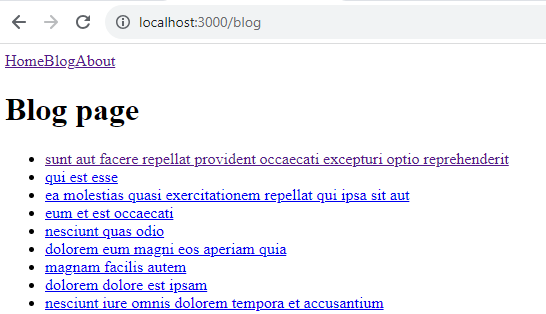 localhost:3000/blog
HomeBlogAbout
Blog page
sunt aut facere repellat provident occaecati excepturi optio reprehenderit
qui est esse
ea molestias quasi exercitationem repellat qui ipsa sit aut
eum et est occaecati
nesciunt quas odio
dolorem eum magni eos aperiam quia
magnam facilis autem
dolorem dolore est ipsam
nesciunt iure omnis dolorem tempora et accusantium